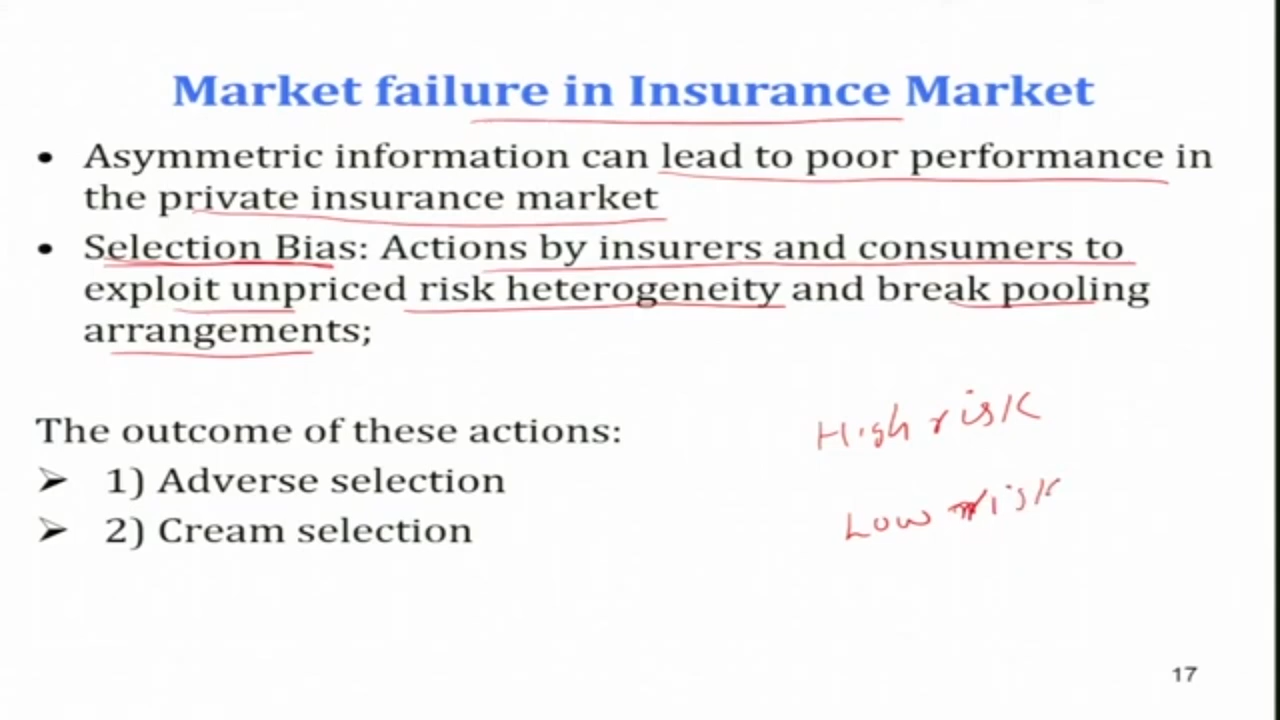 Market failure in Insurance Market
• Asymmetric information can lead to poor performance in
the private insurance market
• Selection Bias: Actions by insurers and consumers to
exploit unpriced risk heterogeneity and break pooling
arrangements;
The outcome of these actions:
➢ 1) Adverse selection
➢ 2) Cream selection
High risk
Low risk
17